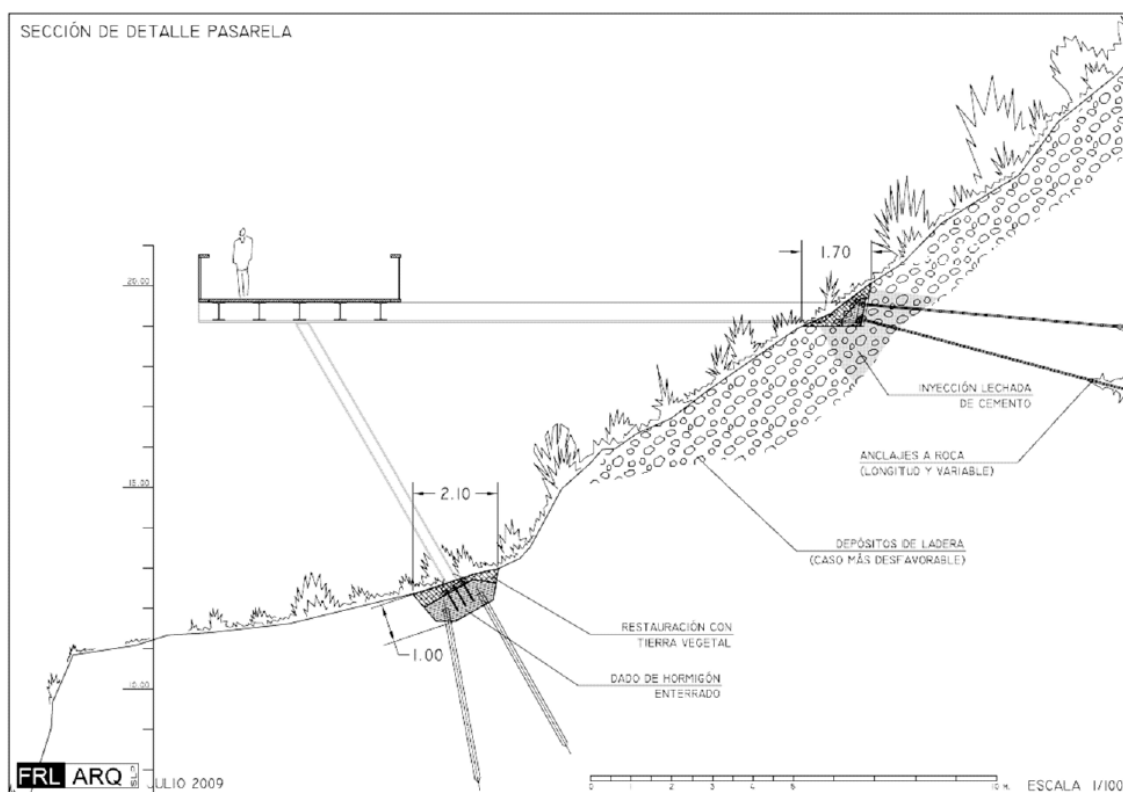 SECCIÓN DE DETALLE PASARELA
1.70
20.00
INYECCIÓN LECHADA
DE CEMENTO
ANCLAJES A ROCA
(LONGITUD Y VARIABLE)
15.00
2.10
DEPÓSITOS DE LADERA
(CASO MÁS DESFAVORABLE)
RESTAURACIÓN CON
TIERRA VEGETAL
1.00
DADO DE HORMIGÓN
ENTERRADO
10.00
FRL ARQ S.L.P JULIO 2009
0 1 2 3 4 5 10 M. ESCALA 1/100